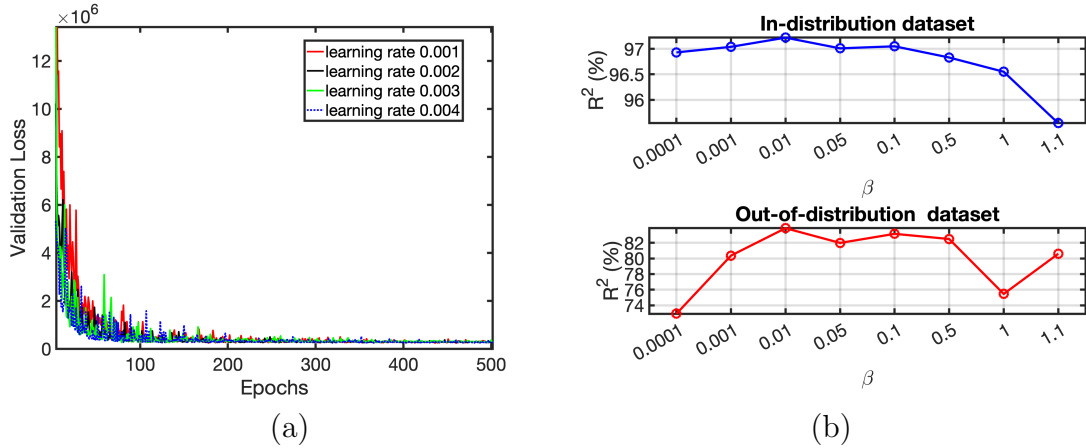 ×10⁶
12
10
8
6
4
2
0
Validation Loss
learning rate 0.001
learning rate 0.002
learning rate 0.003
learning rate 0.004
100 200 300 400 500
Epochs
(a)
In-distribution dataset
97
96.5
96
R² (%)
0.0001 0.001 0.01 0.05 0.1 0.5 1 1.1
β
Out-of-distribution dataset
82
80
78
76
74
R² (%)
0.0001 0.001 0.01 0.05 0.1 0.5 1 1.1
β
(b)